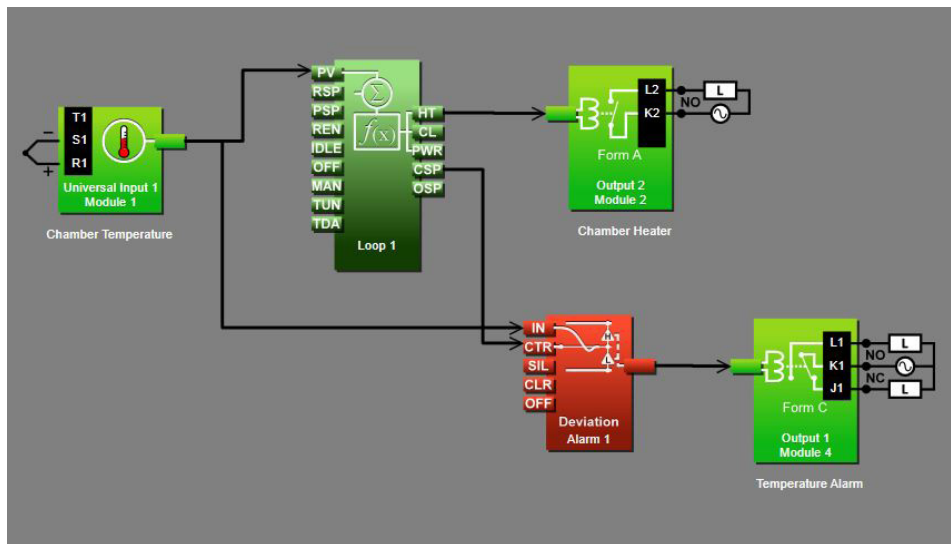 T1
S1
R1
−
+
Universal Input 1
Module 1
Chamber Temperature
PV
RSP
PSP
REN
IDLE
OFF
MAN
TUN
TDA
Σ
f(x)
HT
CL
PWR
CSP
OSP
Loop 1
L2
K2
NO
L
Form A
Output 2
Module 2
Chamber Heater
IN
CTR
SIL
CLR
OFF
H
L
Deviation
Alarm 1
L1
K1
J1
NO
NC
L
L
Form C
Output 1
Module 4
Temperature Alarm